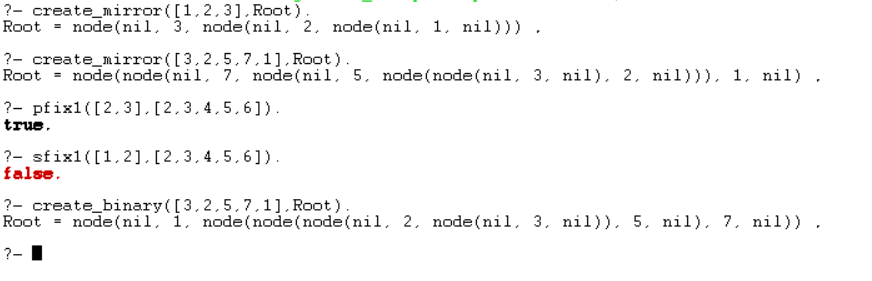 ?- create_mirror([1,2,3],Root).
Root = node(nil, 3, node(nil, 2, node(nil, 1, nil))) .
?- create_mirror([3,2,5,7,1],Root).
Root = node(node(nil, 7, node(nil, 5, node(node(nil, 3, nil), 2, nil))), 1, nil) .
?- pfix1([2,3],[2,3,4,5,6]).
true.
?- sfix1([1,2],[2,3,4,5,6]).
false.
?- create_binary([3,2,5,7,1],Root).
Root = node(nil, 1, node(node(node(nil, 2, node(nil, 3, nil)), 5, nil), 7, nil)) .
?-